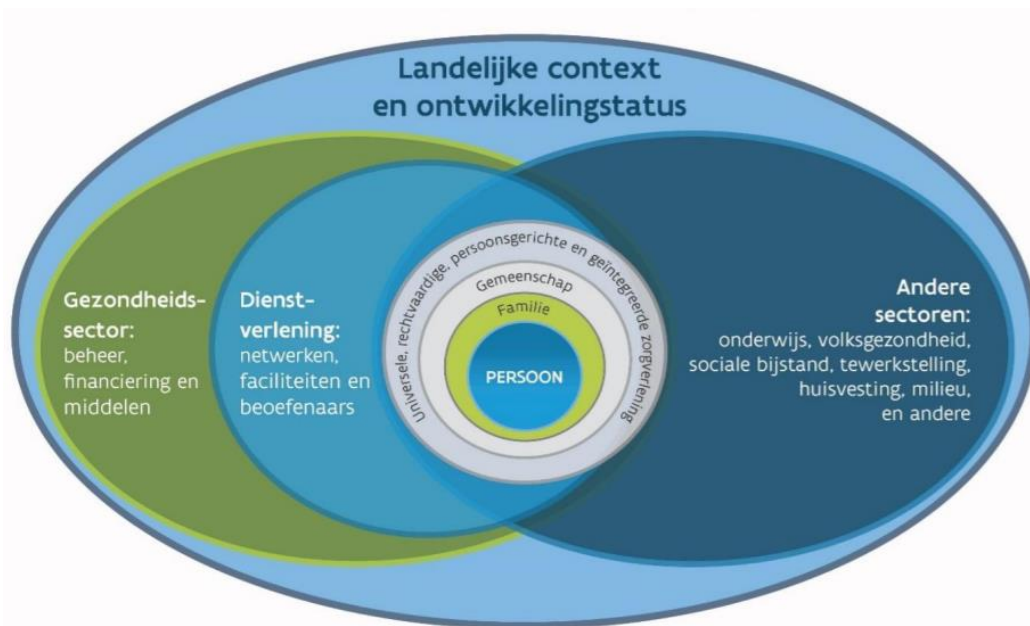 Landelijke context
en ontwikkelingstatus
Gezondheids-
sector:
beheer,
financiering en
middelen
Dienst-
verlening:
netwerken,
faciliteiten en
beoefenaars
Universele, rechtvaardige, persoonsgerichte en geïntegreerde zorgverlening
Gemeenschap
Familie
PERSOON
Andere
sectoren:
onderwijs, volksgezondheid,
sociale bijstand, tewerkstelling,
huisvesting, milieu,
en andere